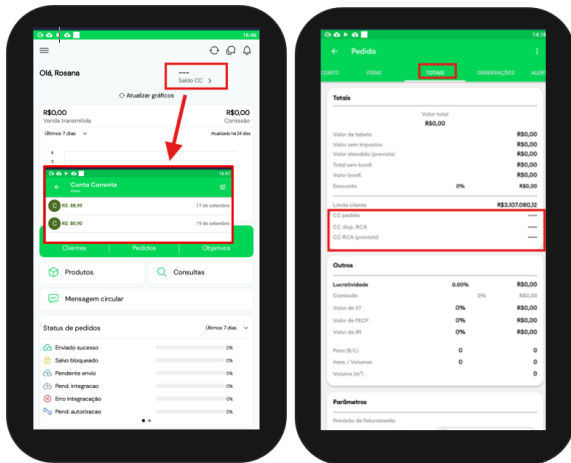 16:46
Olá, Rosana
---
Saldo CC >
Atualizar gráficos
R$0,00
R$0,00
Venda transmitida
Comissão
Últimos 7 dias
Atualizado há 24 dias
4
3
16:47
Conta Corrente
C R$ 88,99
17 de setembro
C R$ 80,90
19 de setembro
Clientes
Pedidos
Objetivos
Produtos
Consultas
Mensagem circular
Status de pedidos
Últimos 7 dias
Enviado sucesso 0%
Salvo bloqueado 0%
Pendente envio 0%
Pend. integracao 0%
Erro integracação 0%
Pend. autorizacao 0%
14:18
Pedido
CONTO
ITENS
TOTAIS
OBSERVAÇÕES
ALERT
Totais
Valor total
R$0,00
Valor de tabela R$0,00
Valor sem impostos R$0,00
Valor atendido (previsto) R$0,00
Total sem bonif. R$0,00
Valor bonif. R$0,00
Desconto 0% R$0,00
Limite cliente R$3.107.080,12
CC pedido ----
CC disp. RCA ----
CC RCA (previsto) ----
Outros
Lucratividade 0.00% R$0,00
Comissão 0% R$0,00
Valor de ST 0% R$0,00
Valor de FECP 0% R$0,00
Valor de IPI 0% R$0,00
Peso (B/L) 0 0
Itens / Volumes 0 0
Volume (m³) 0
Parâmetros
Previsão de faturamento